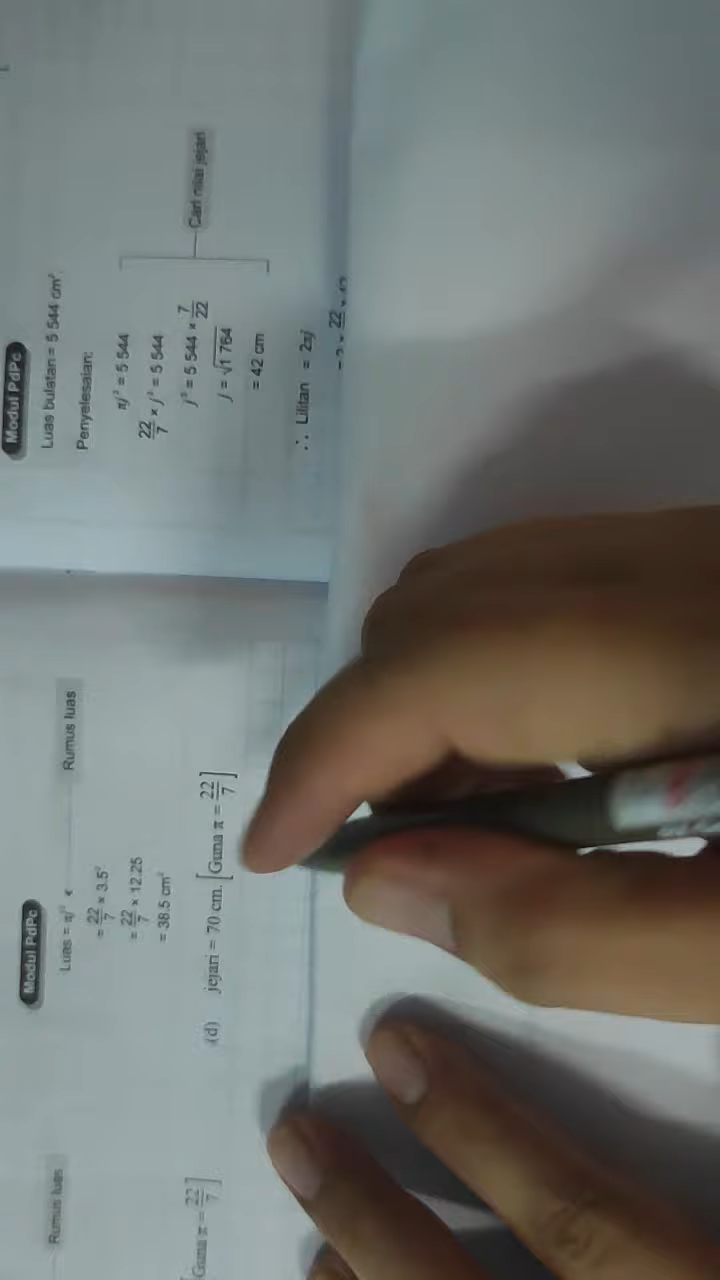 Rumus luas
[Guna π = 22/7]
Modul PdPc
Luas = πj²
Rumus luas
= 22/7 × 3.5²
= 22/7 × 12.25
= 38.5 cm²
(d) jejari = 70 cm. [Guna π = 22/7]
Modul PdPc
Luas bulatan = 5 544 cm²
Penyelesaian:
πj² = 5 544
22/7 × j² = 5 544
j² = 5 544 × 7/22
j = √1 764
= 42 cm
Cari nilai jejari
∴ Lilitan = 2πj
= 2 × 22 × 42